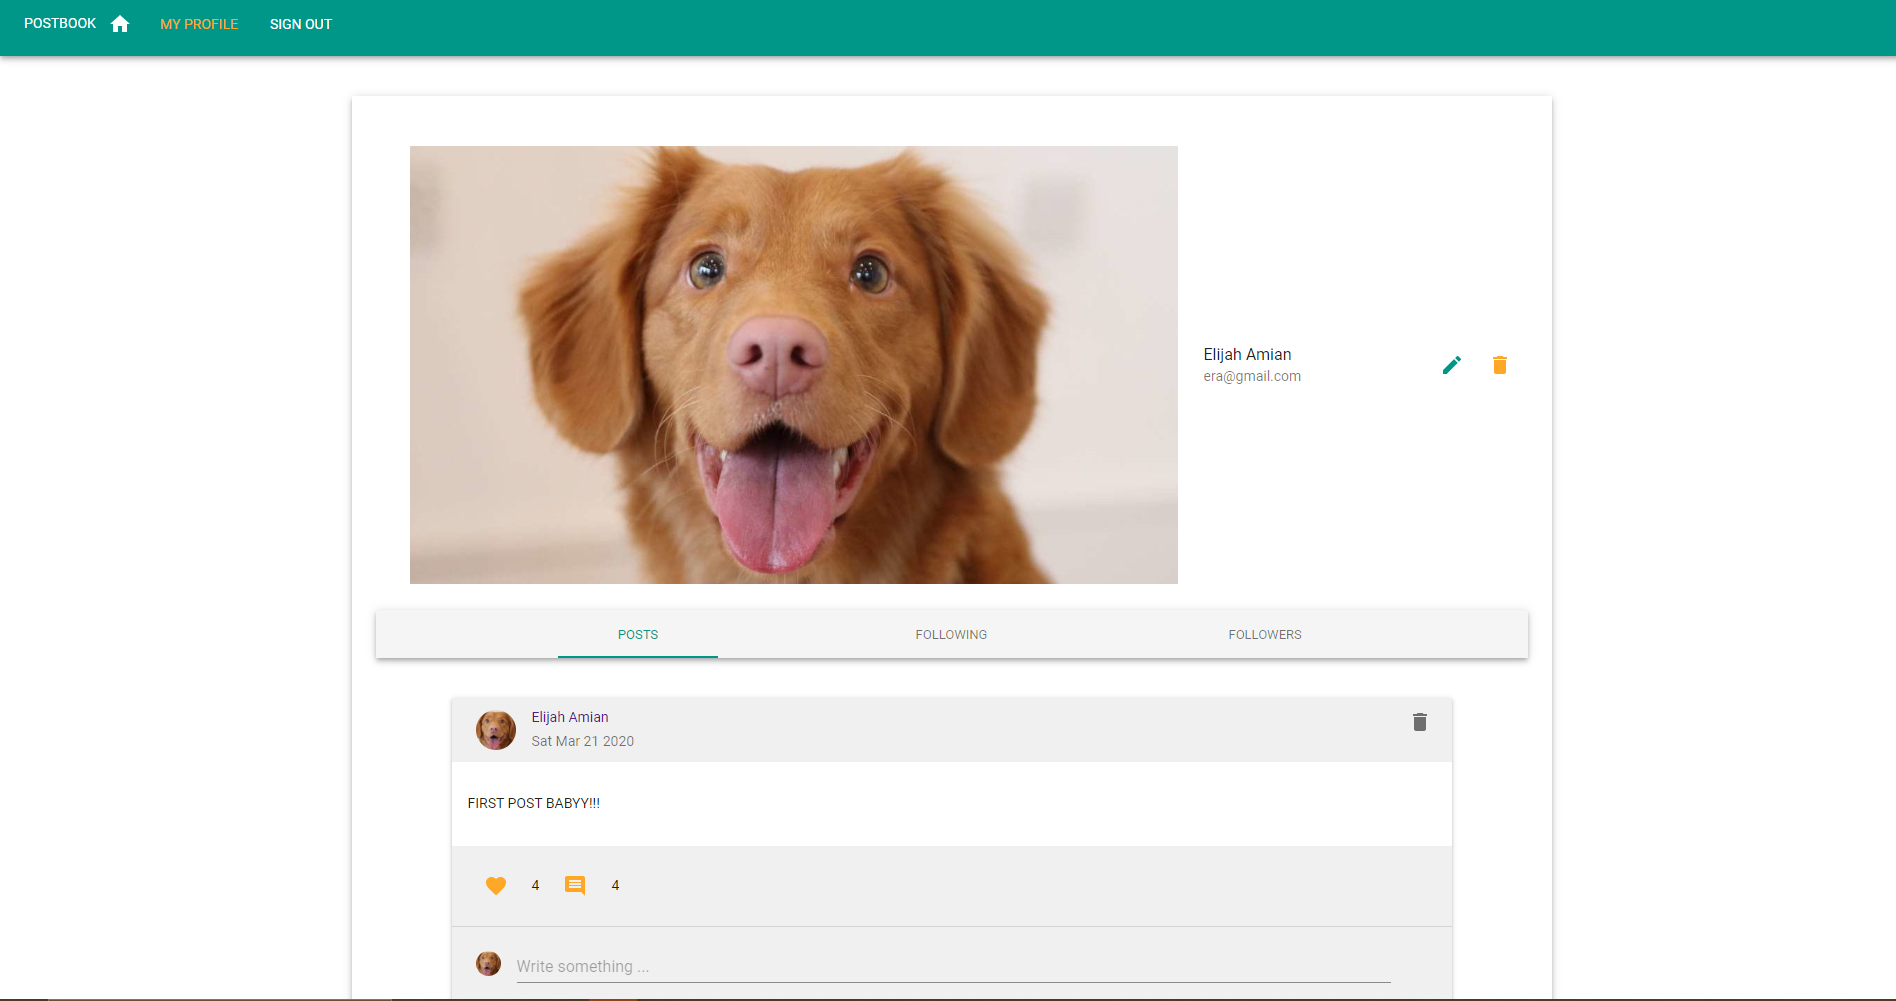 POSTBOOK MY PROFILE SIGN OUT
Elijah Amian
era@gmail.com
POSTS FOLLOWING FOLLOWERS
Elijah Amian
Sat Mar 21 2020
FIRST POST BABYY!!!
4 4
Write something ...